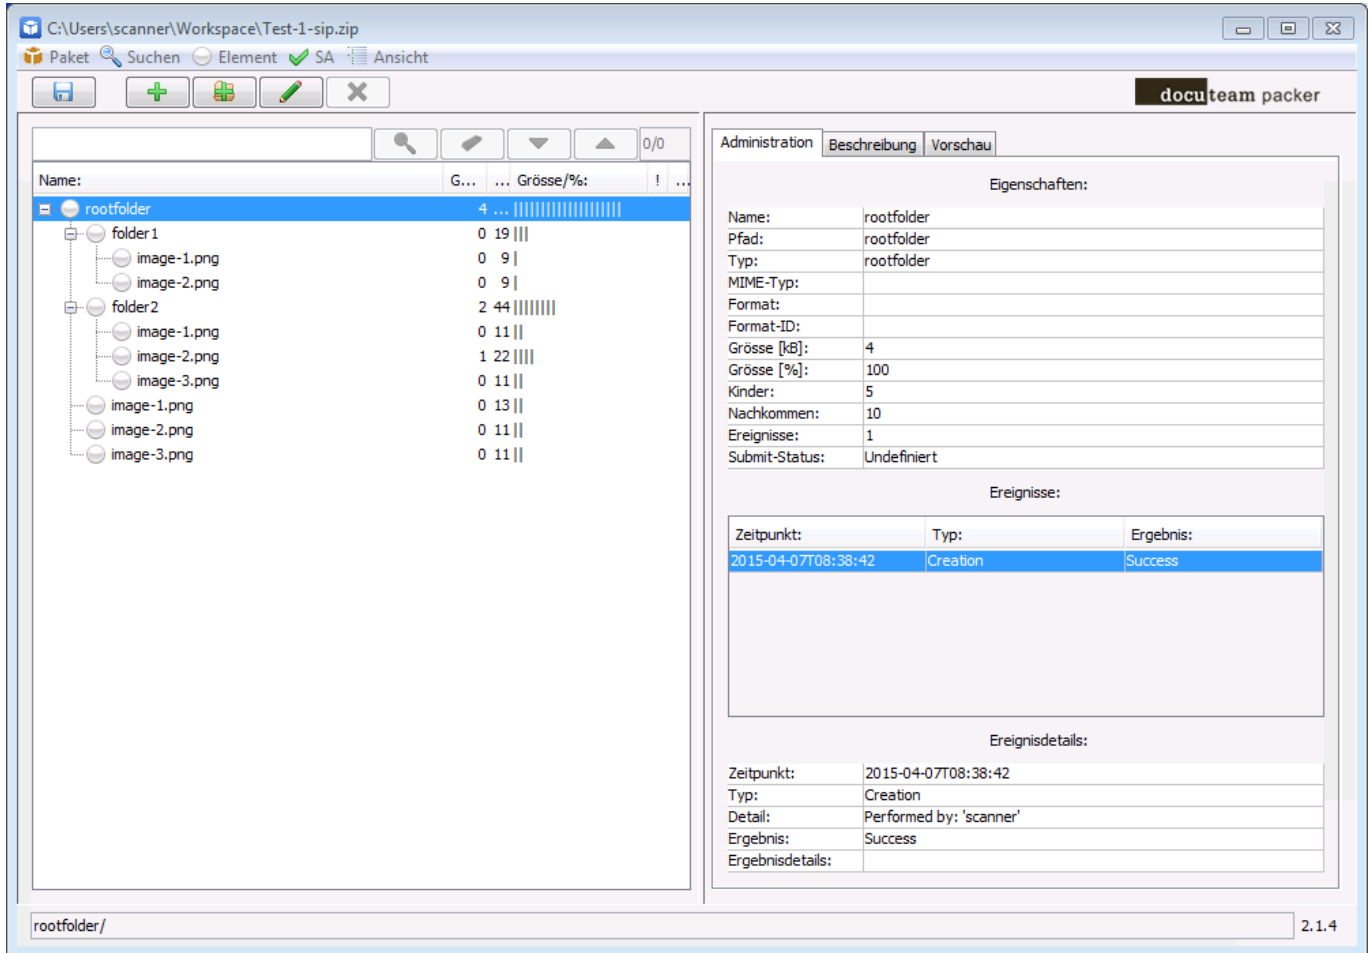 C:\Users\scanner\Workspace\Test-1-sip.zip
Paket Suchen Element SA Ansicht
docuteam packer
0/0
Name: G... ... Grösse/%: ! ...
rootfolder 4 ...
folder1 0 19
image-1.png 0 9
image-2.png 0 9
folder2 2 44
image-1.png 0 11
image-2.png 1 22
image-3.png 0 11
image-1.png 0 13
image-2.png 0 11
image-3.png 0 11
Administration Beschreibung Vorschau
Eigenschaften:
Name: rootfolder
Pfad: rootfolder
Typ: rootfolder
MIME-Typ:
Format:
Format-ID:
Grösse [kB]: 4
Grösse [%]: 100
Kinder: 5
Nachkommen: 10
Ereignisse: 1
Submit-Status: Undefiniert
Ereignisse:
Zeitpunkt: Typ: Ergebnis:
2015-04-07T08:38:42 Creation Success
Ereignisdetails:
Zeitpunkt: 2015-04-07T08:38:42
Typ: Creation
Detail: Performed by: 'scanner'
Ergebnis: Success
Ergebnisdetails:
rootfolder/ 2.1.4